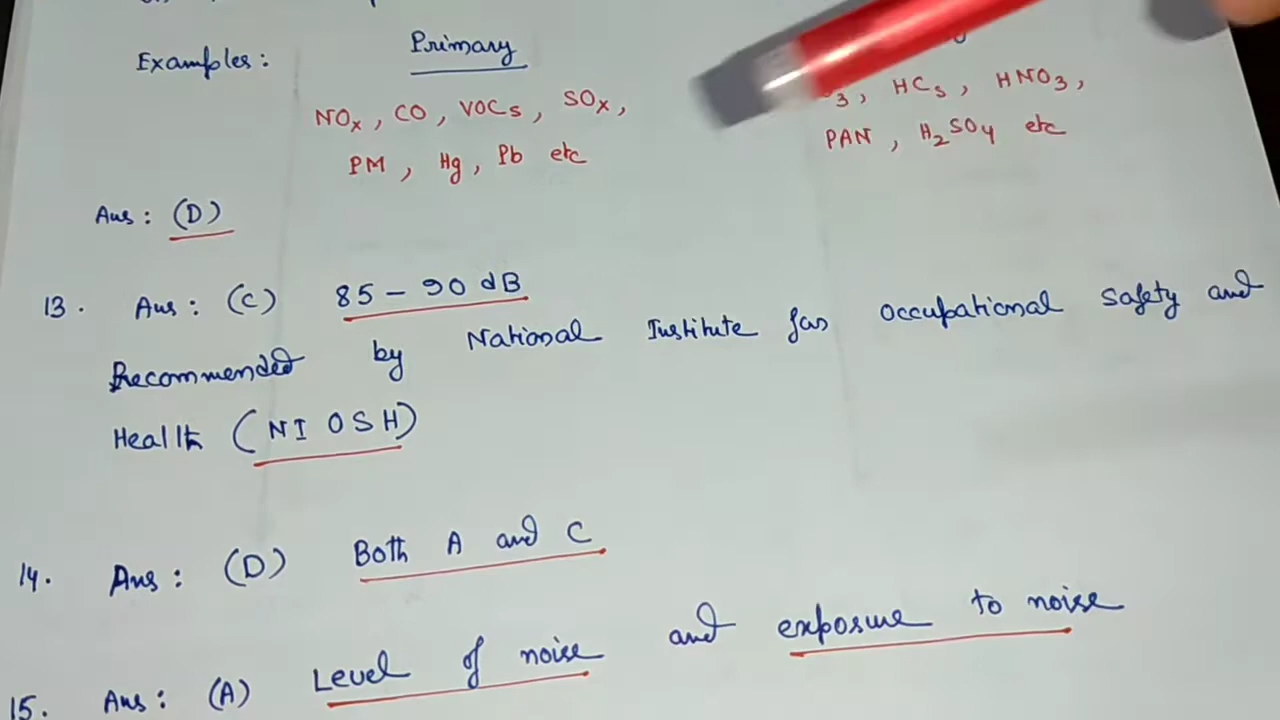 Examples: Primary
NOx, CO, VOCs, SOx, 3, HCs, HNO3,
PM, Hg, Pb etc PAN, H2SO4 etc
Ans: (D)
13. Ans: (C) 85 - 90 dB
Recommended by National Institute for Occupational Safety and
Health (NIOSH)
14. Ans: (D) Both A and C
15. Ans: (A) Level of noise and exposure to noise